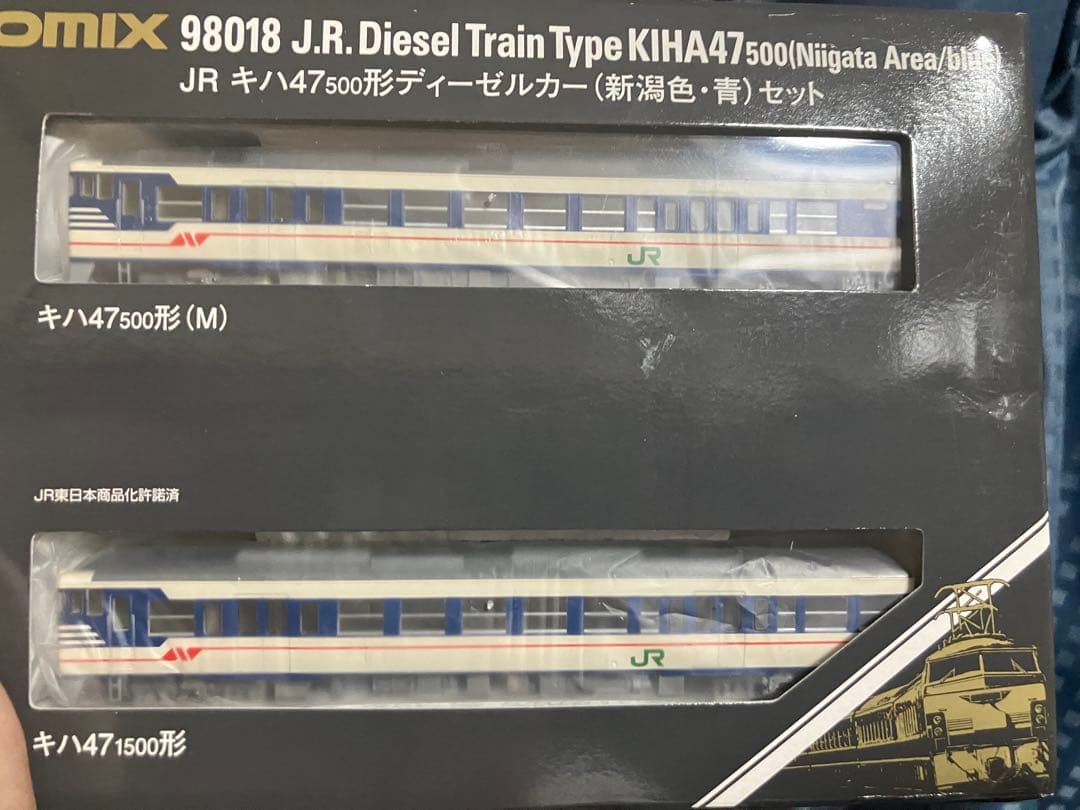 OMIX 98018 J.R. Diesel Train Type KIHA47 500(Niigata Area/blue)
JR キハ47 500形ディーゼルカー(新潟色・青)セット
JR
キハ47 500形(M)
JR東日本商品化許諾済
JR
キハ47 1500形